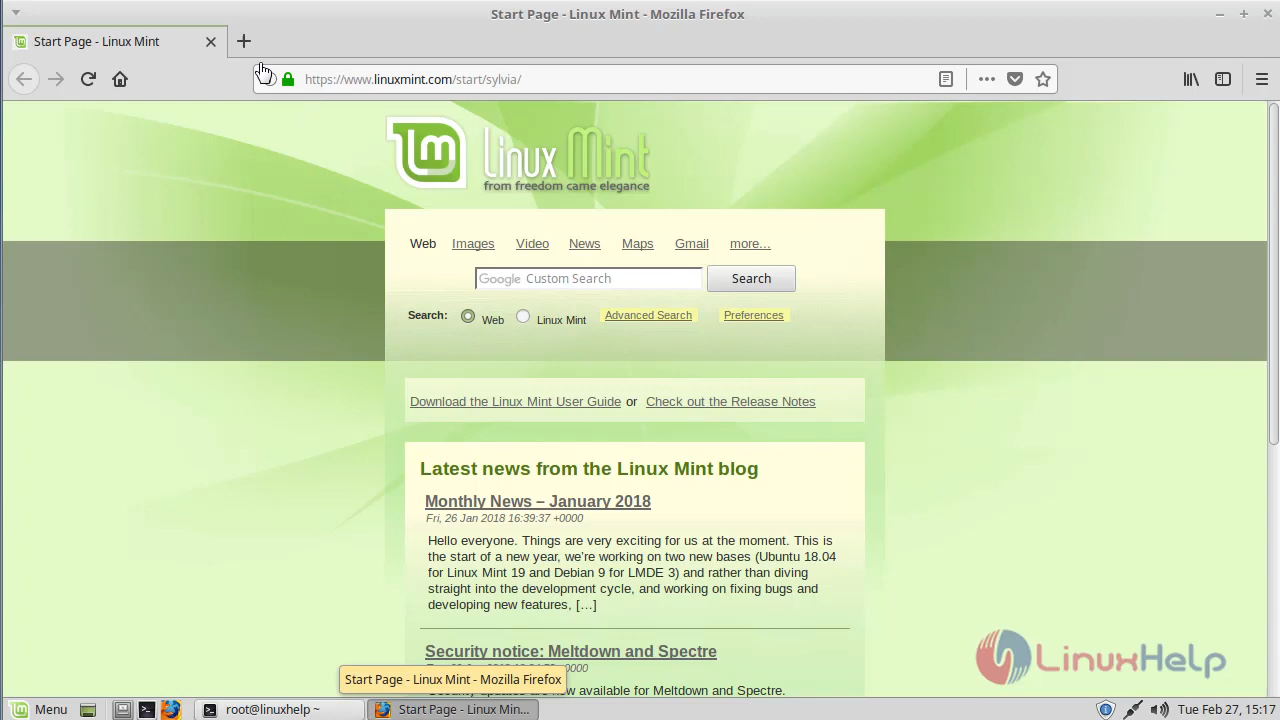 Start Page - Linux Mint - Mozilla Firefox
Start Page - Linux Mint
https://www.linuxmint.com/start/sylvia/
lm Linux Mint
from freedom came elegance
Web Images Video News Maps Gmail more...
Google Custom Search Search
Search: Web Linux Mint Advanced Search Preferences
Download the Linux Mint User Guide or Check out the Release Notes
Latest news from the Linux Mint blog
Monthly News – January 2018
Fri, 26 Jan 2018 16:39:37 +0000
Hello everyone. Things are very exciting for us at the moment. This is
the start of a new year, we're working on two new bases (Ubuntu 18.04
for Linux Mint 19 and Debian 9 for LMDE 3) and rather than diving
straight into the development cycle, and working on fixing bugs and
developing new features, […]
Security notice: Meltdown and Spectre
Start Page - Linux Mint - Mozilla Firefox
available for Meltdown and Spectre.
LinuxHelp
Menu root@linuxhelp ~ Start Page - Linux Min... Tue Feb 27, 15:17